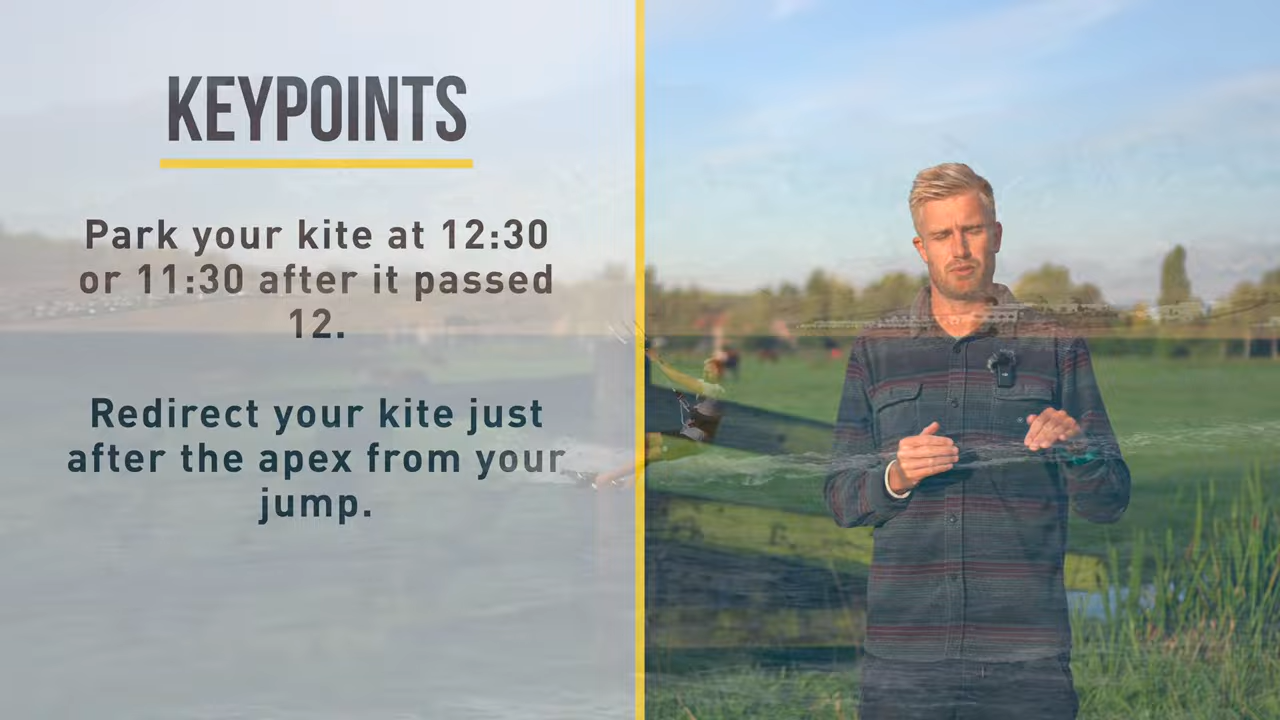 KEYPOINTS
Park your kite at 12:30
or 11:30 after it passed
12.
Redirect your kite just
after the apex from your
jump.